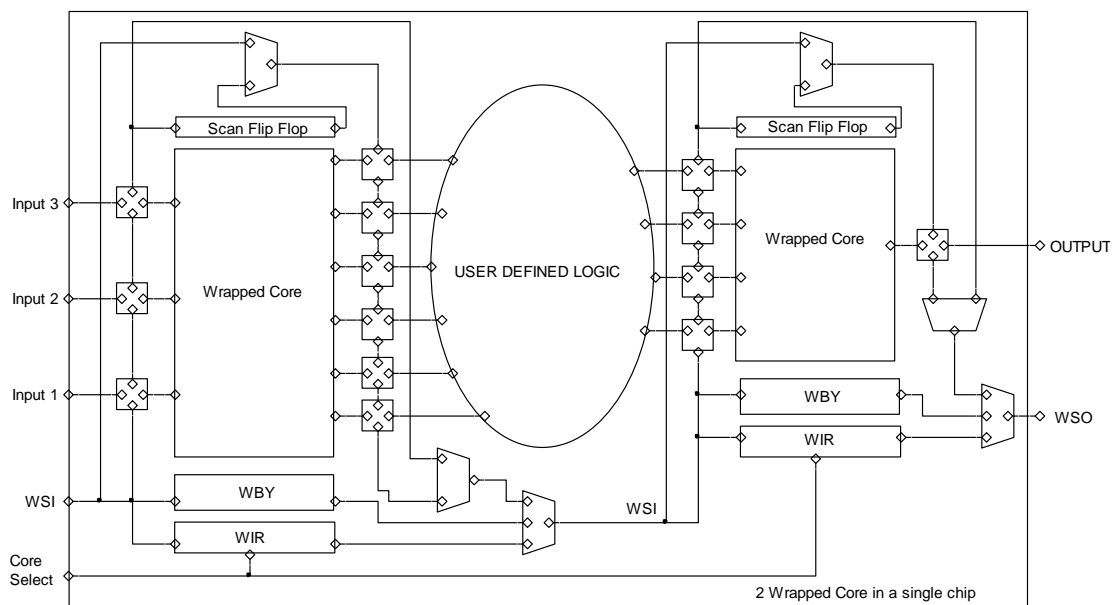 Scan Flip Flop
Scan Flip Flop
Input 3
Wrapped Core
OUTPUT
USER DEFINED LOGIC
Input 2
Wrapped Core
Input 1
WBY
WSO
WIR
WSI
WBY
WSI
WIR
Core
Select
2 Wrapped Core in a single chip